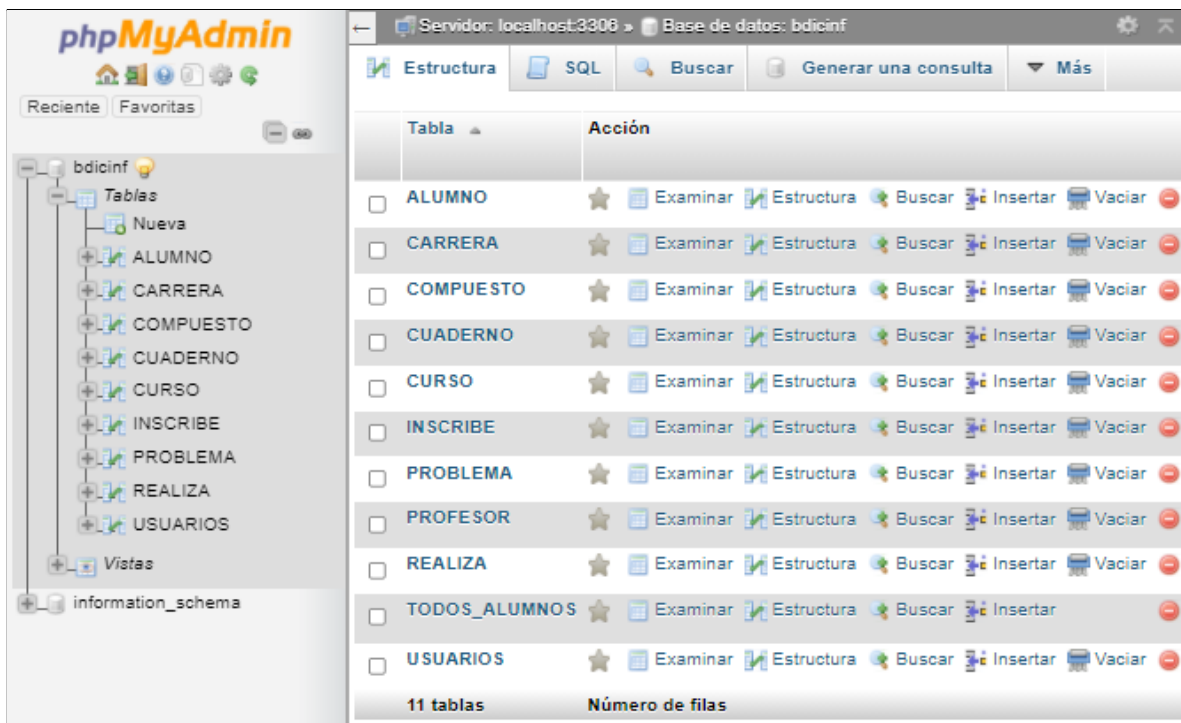 phpMyAdmin
Reciente Favoritas
bdicinf
Tablas
Nueva
ALUMNO
CARRERA
COMPUESTO
CUADERNO
CURSO
INSCRIBE
PROBLEMA
REALIZA
USUARIOS
Vistas
information_schema
Servidor: localhost:3306 » Base de datos: bdicinf
Estructura SQL Buscar Generar una consulta Más
Tabla Acción
ALUMNO Examinar Estructura Buscar Insertar Vaciar
CARRERA Examinar Estructura Buscar Insertar Vaciar
COMPUESTO Examinar Estructura Buscar Insertar Vaciar
CUADERNO Examinar Estructura Buscar Insertar Vaciar
CURSO Examinar Estructura Buscar Insertar Vaciar
INSCRIBE Examinar Estructura Buscar Insertar Vaciar
PROBLEMA Examinar Estructura Buscar Insertar Vaciar
PROFESOR Examinar Estructura Buscar Insertar Vaciar
REALIZA Examinar Estructura Buscar Insertar Vaciar
TODOS_ALUMNOS Examinar Estructura Buscar Insertar
USUARIOS Examinar Estructura Buscar Insertar Vaciar
11 tablas Número de filas